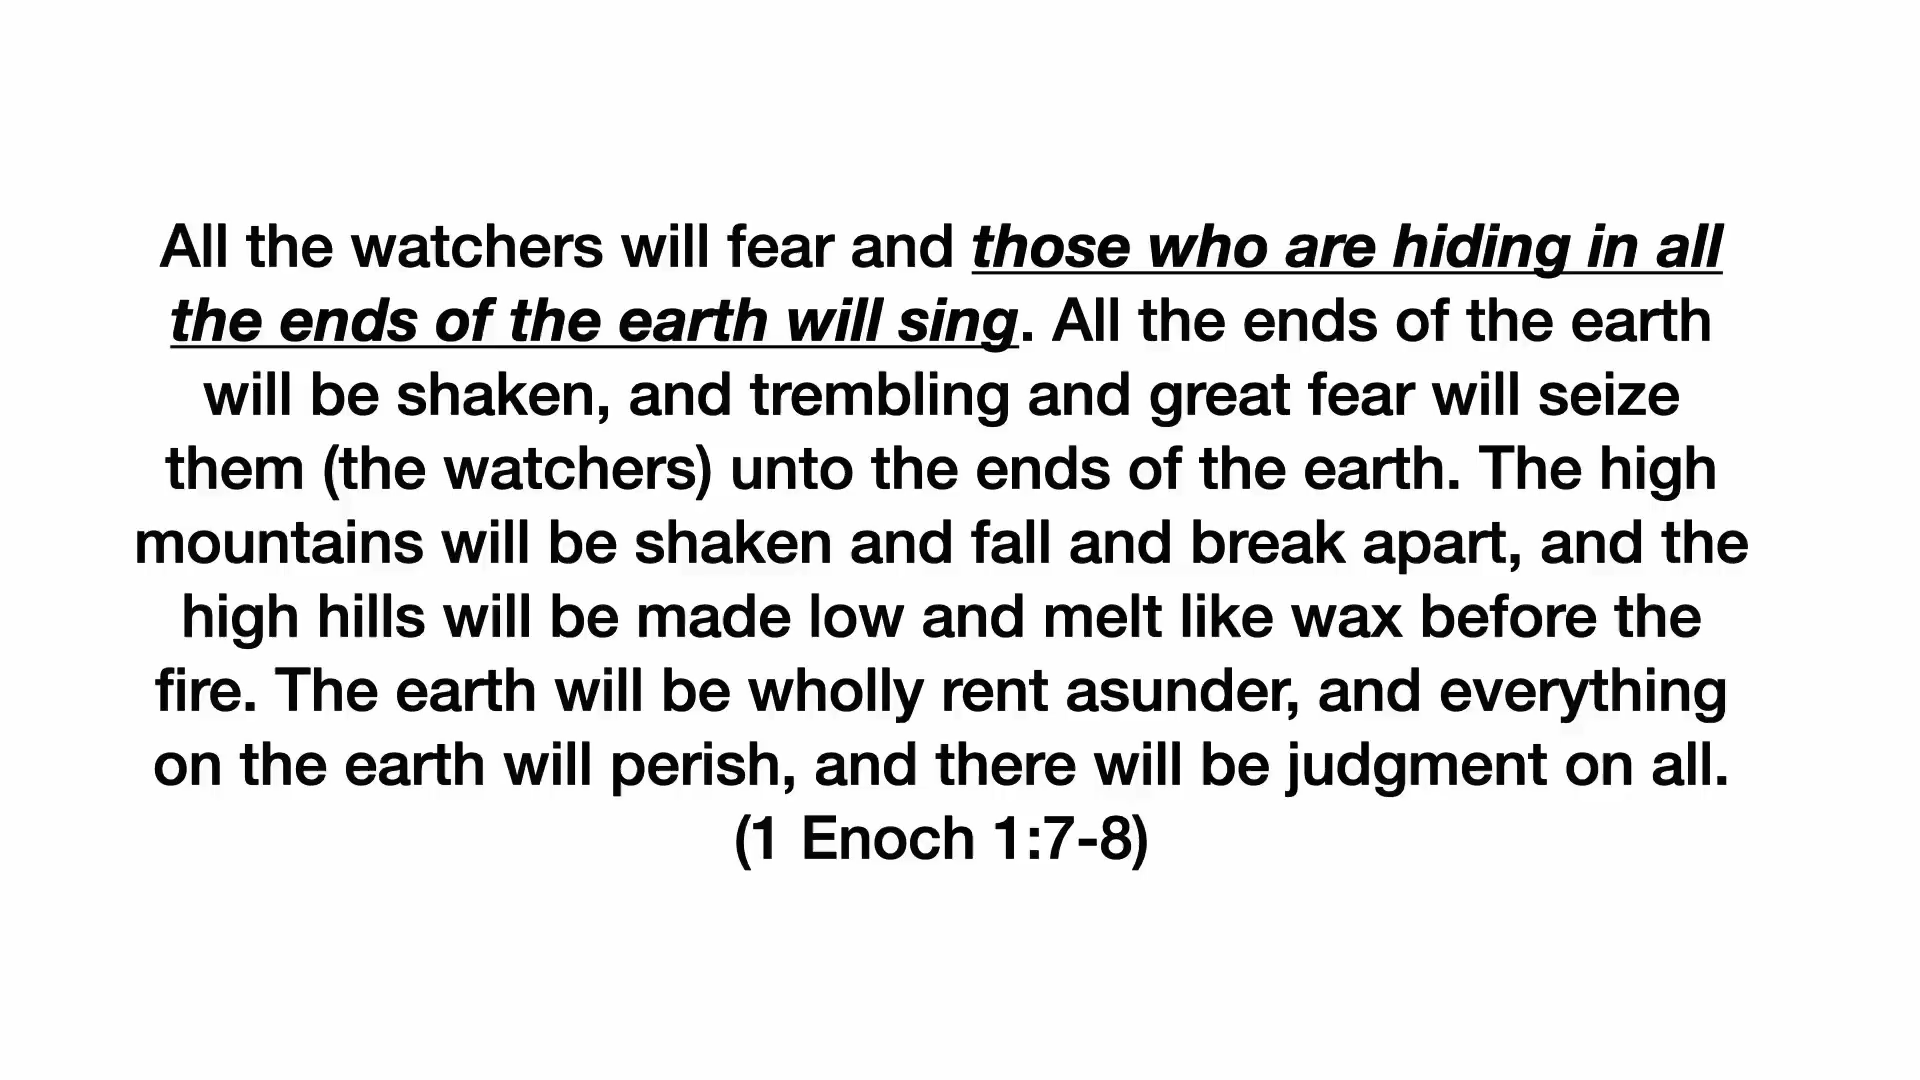 All the watchers will fear and those who are hiding in all
the ends of the earth will sing. All the ends of the earth
will be shaken, and trembling and great fear will seize
them (the watchers) unto the ends of the earth. The high
mountains will be shaken and fall and break apart, and the
high hills will be made low and melt like wax before the
fire. The earth will be wholly rent asunder, and everything
on the earth will perish, and there will be judgment on all.
(1 Enoch 1:7-8)